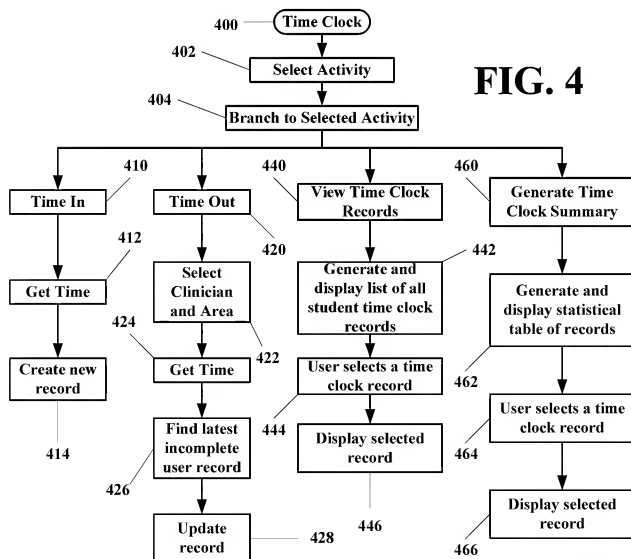 400
Time Clock
402
Select Activity
FIG. 4
404
Branch to Selected Activity
410
Time In
412
Get Time
Create new
record
414
Time Out
420
Select
Clinician
and Area
422
424
Get Time
Find latest
incomplete
user record
426
Update
record
428
440
View Time Clock
Records
442
Generate and
display list of all
student time clock
records
User selects a time
clock record
444
Display selected
record
446
460
Generate Time
Clock Summary
Generate and
display statistical
table of records
462
User selects a time
clock record
464
Display selected
record
466